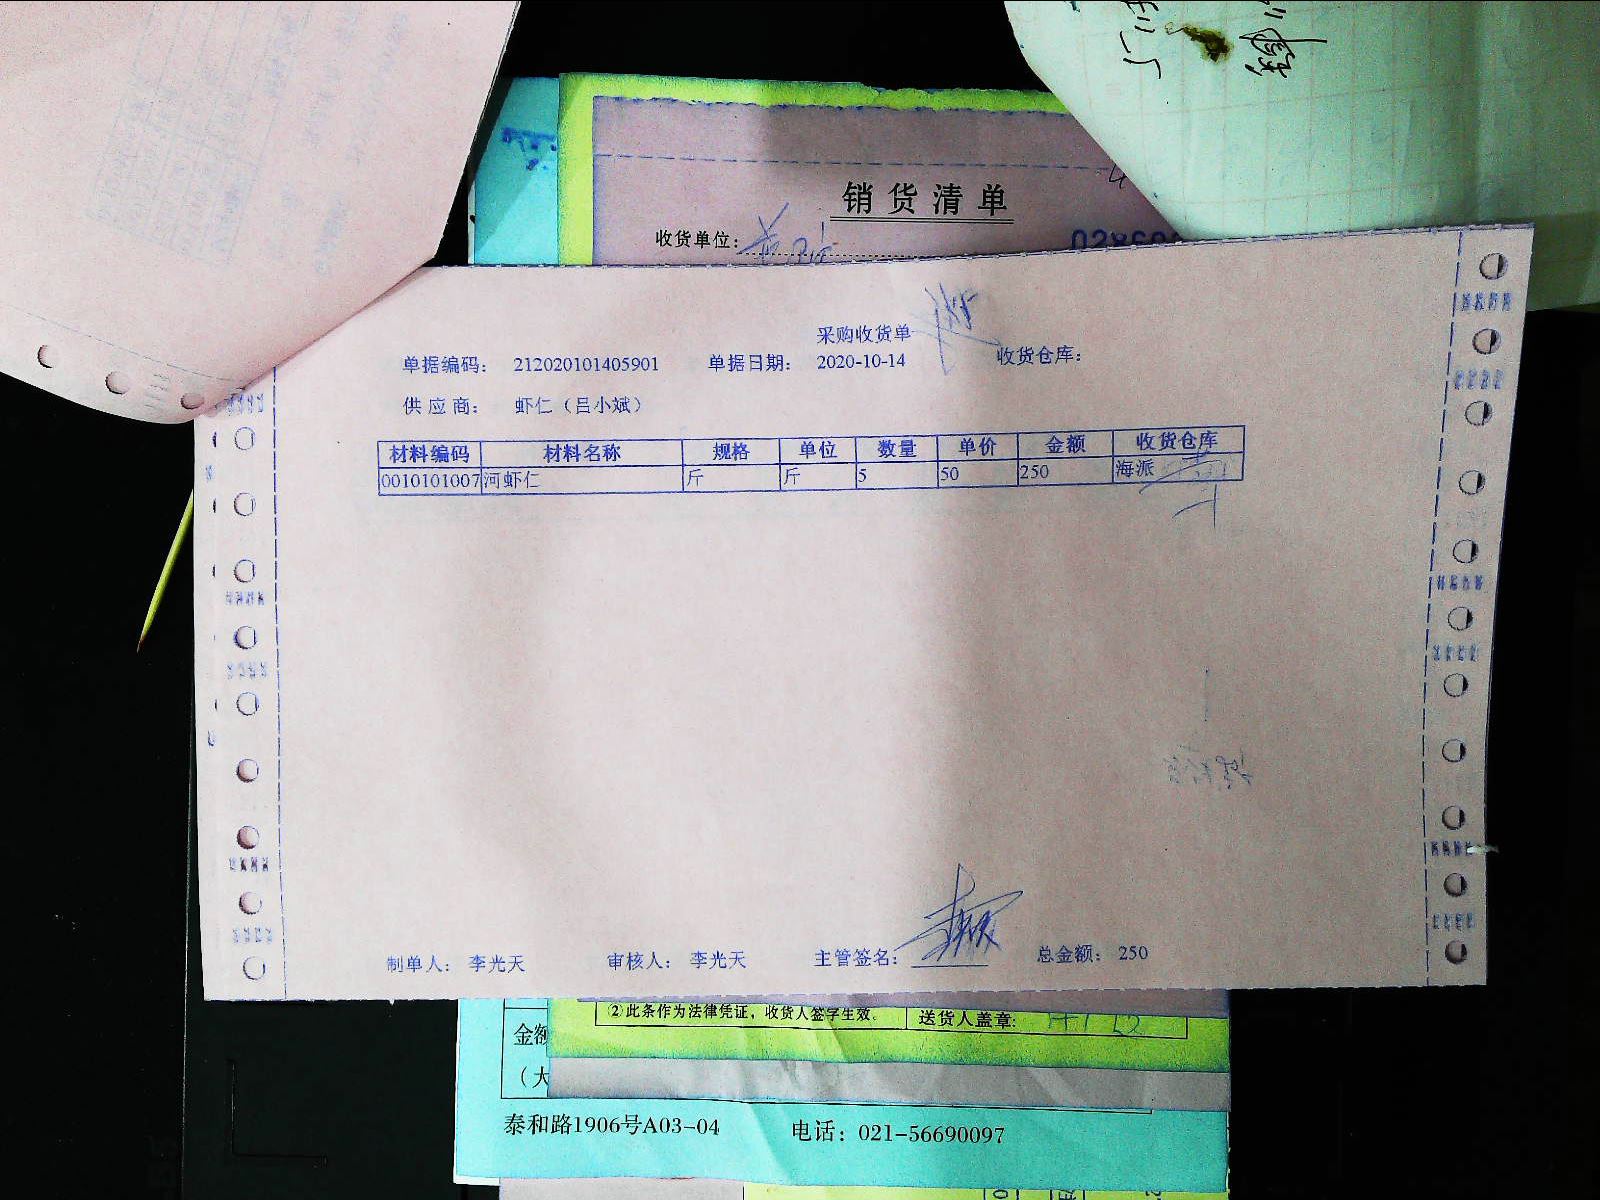 销货清单
收货单位：
采购收货单
单据编码： 212020101405901 单据日期： 2020-10-14 收货仓库：
供应商： 虾仁（吕小斌）
材料编码 材料名称 规格 单位 数量 单价 金额 收货仓库
0010101007 河虾仁 斤 斤 5 50 250 海派
制单人： 李光天 审核人： 李光天 主管签名： 总金额： 250
②此条作为法律凭证，收货人签字生效。 送货人盖章:
金额
（大
泰和路1906号A03-04 电话：021-56690097